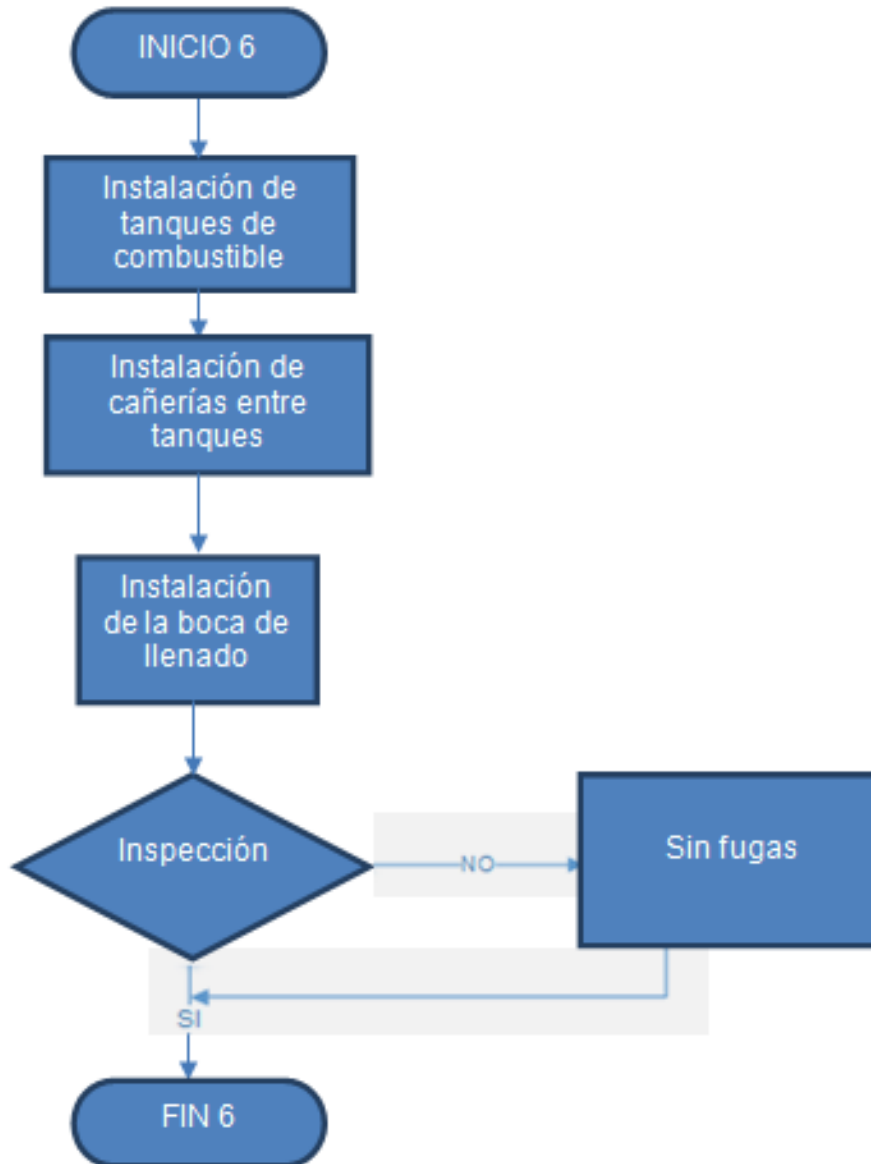 INICIO 6
Instalación de
tanques de
combustible
Instalación de
cañerías entre
tanques
Instalación
de la boca de
llenado
Inspección
NO
Sin fugas
SI
FIN 6